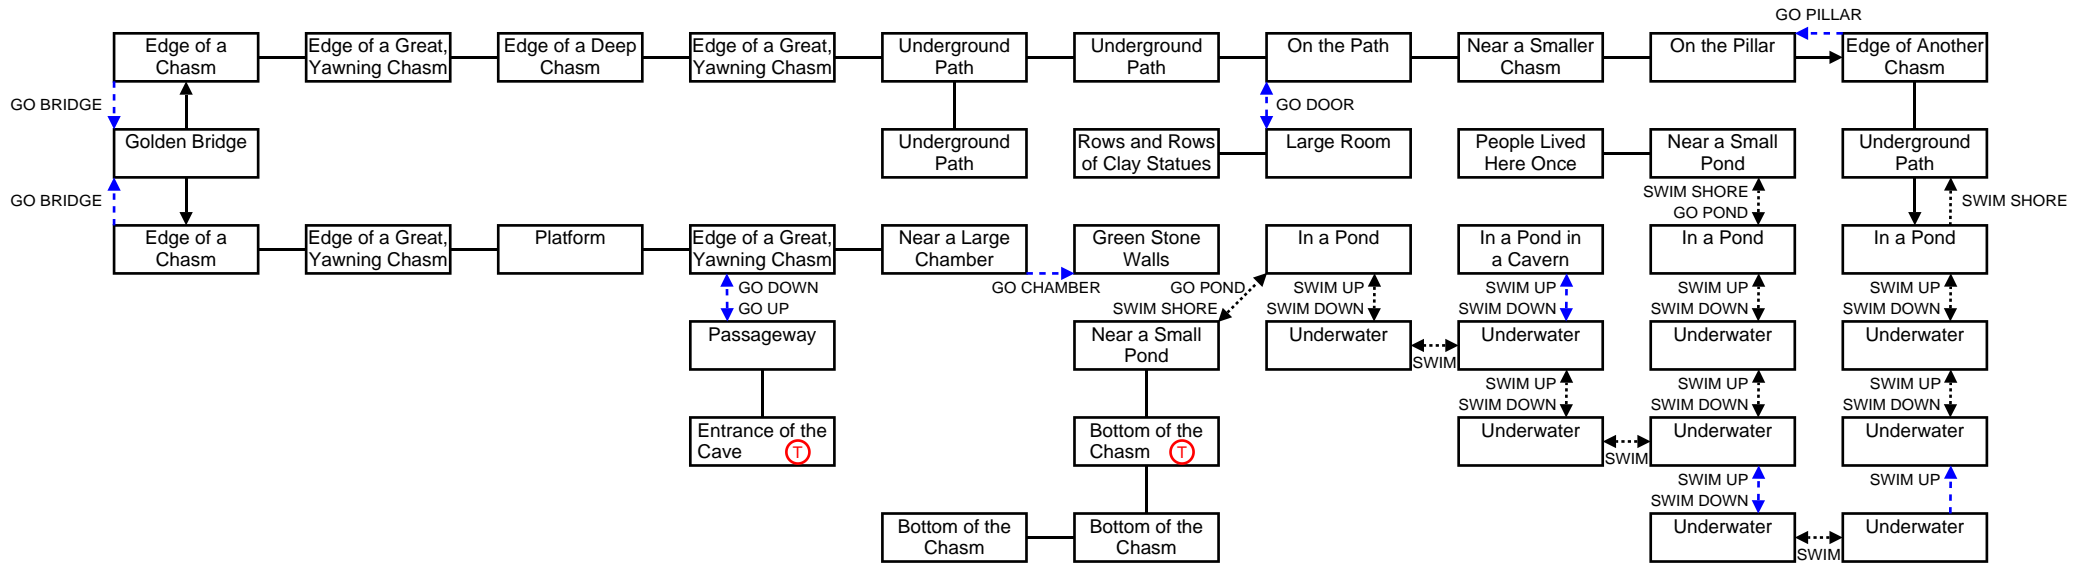 GO PILLAR
Edge of a
Chasm
Edge of a Great,
Yawning Chasm
Edge of a Deep
Chasm
Edge of a Great,
Yawning Chasm
Underground
Path
Underground
Path
On the Path
Near a Smaller
Chasm
On the Pillar
Edge of Another
Chasm
GO BRIDGE
GO DOOR
Golden Bridge
Underground
Path
Rows and Rows
of Clay Statues
Large Room
People Lived
Here Once
Near a Small
Pond
Underground
Path
GO BRIDGE
SWIM SHORE
GO POND
SWIM SHORE
Edge of a
Chasm
Edge of a Great,
Yawning Chasm
Platform
Edge of a Great,
Yawning Chasm
Near a Large
Chamber
Green Stone
Walls
In a Pond
In a Pond in
a Cavern
In a Pond
In a Pond
GO DOWN
GO UP
GO CHAMBER
GO POND
SWIM SHORE
SWIM UP
SWIM DOWN
SWIM UP
SWIM DOWN
SWIM UP
SWIM DOWN
SWIM UP
SWIM DOWN
Passageway
Near a Small
Pond
Underwater
SWIM
Underwater
Underwater
Underwater
SWIM UP
SWIM DOWN
SWIM UP
SWIM DOWN
SWIM UP
SWIM DOWN
Entrance of the
Cave T
Bottom of the
Chasm T
Underwater
SWIM
Underwater
Underwater
SWIM UP
SWIM DOWN
SWIM UP
Bottom of the
Chasm
Bottom of the
Chasm
Underwater
SWIM
Underwater